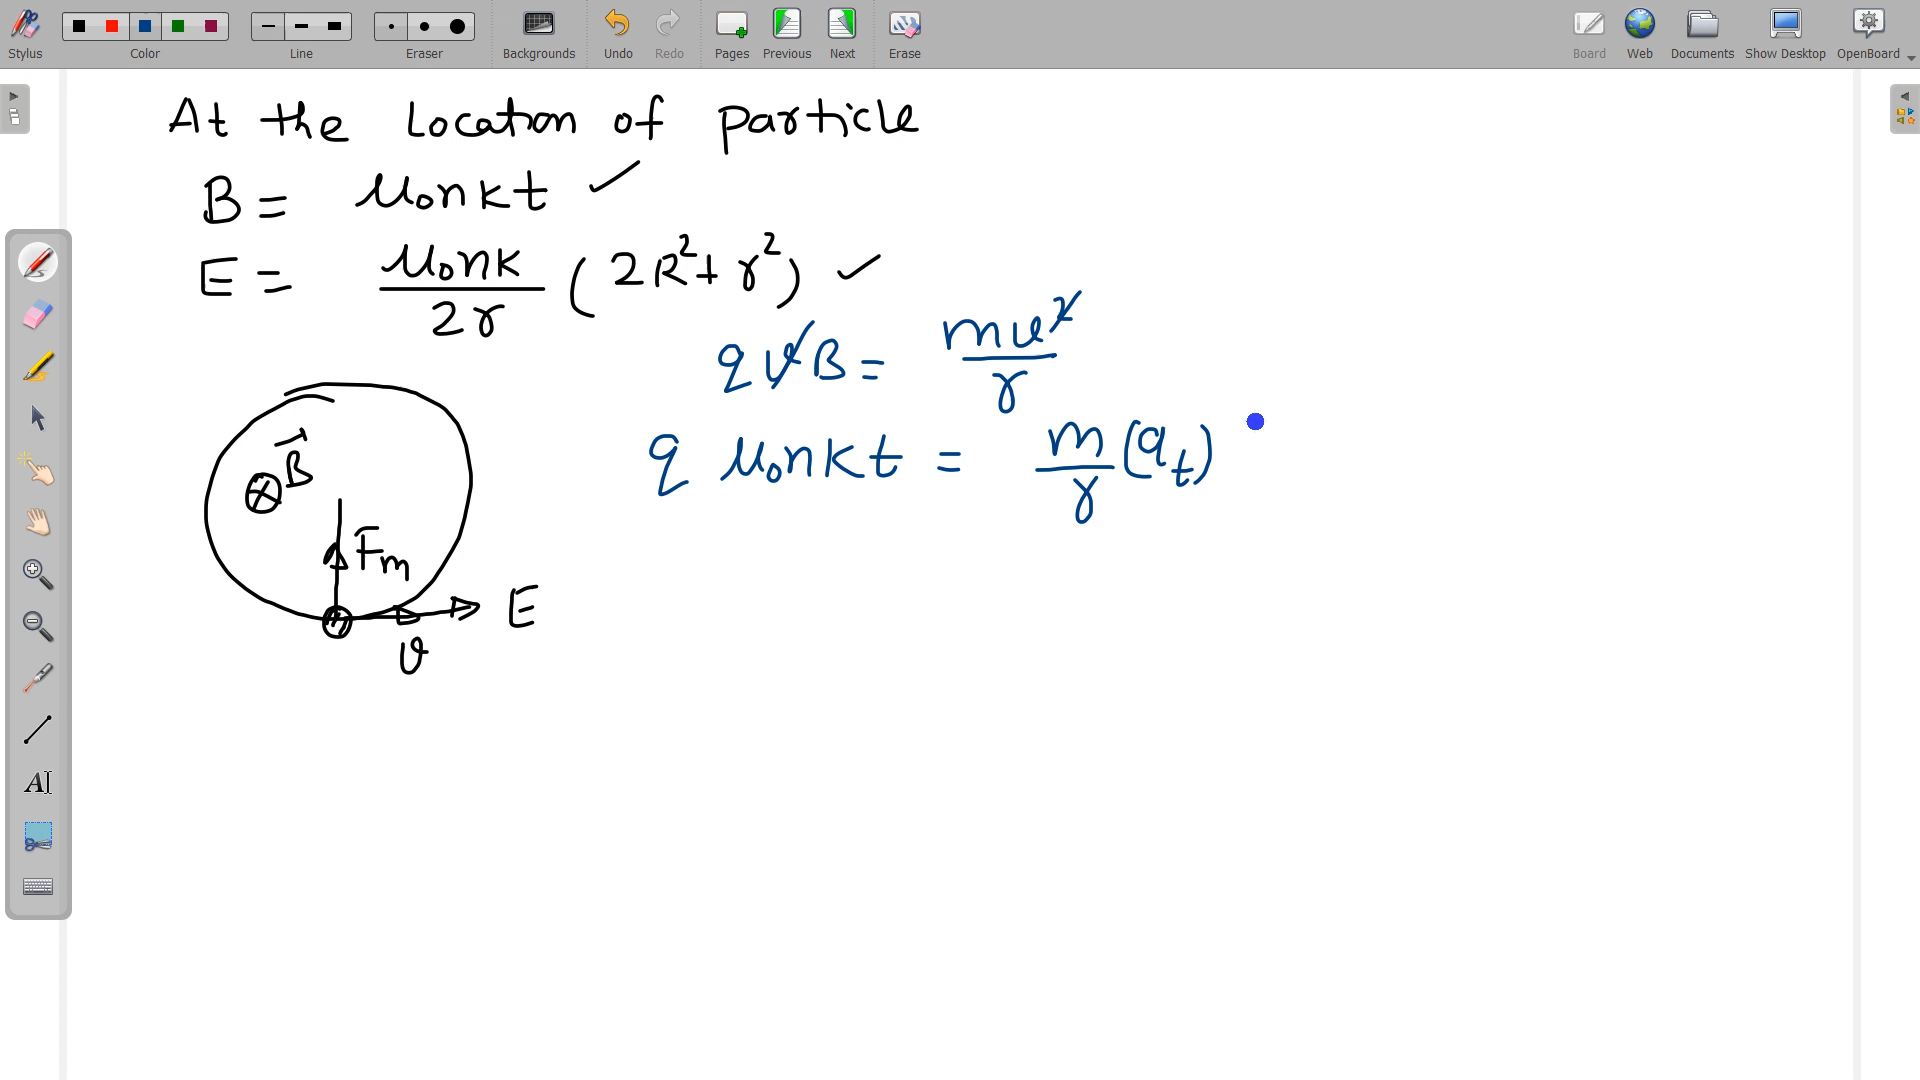 Stylus Color Line Eraser Backgrounds Undo Redo Pages Previous Next Erase Board Web Documents Show Desktop OpenBoard
At the Location of particle
B = μ₀nkt ✓
E = μ₀nk/2r (2R²+r²) ✓
qvB = mv²/r
q μ₀nkt = m/r (a_t)
B⃗
Fm
E
v